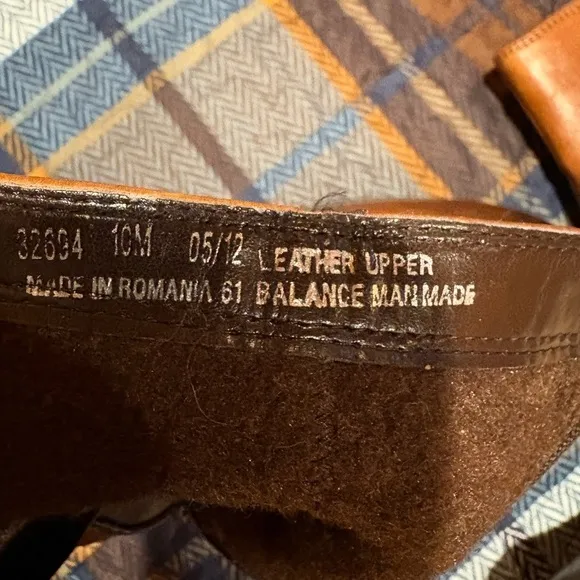 32694 10M 05/12 LEATHER UPPER
MADE IN ROMANIA 61 BALANCE MAN MADE